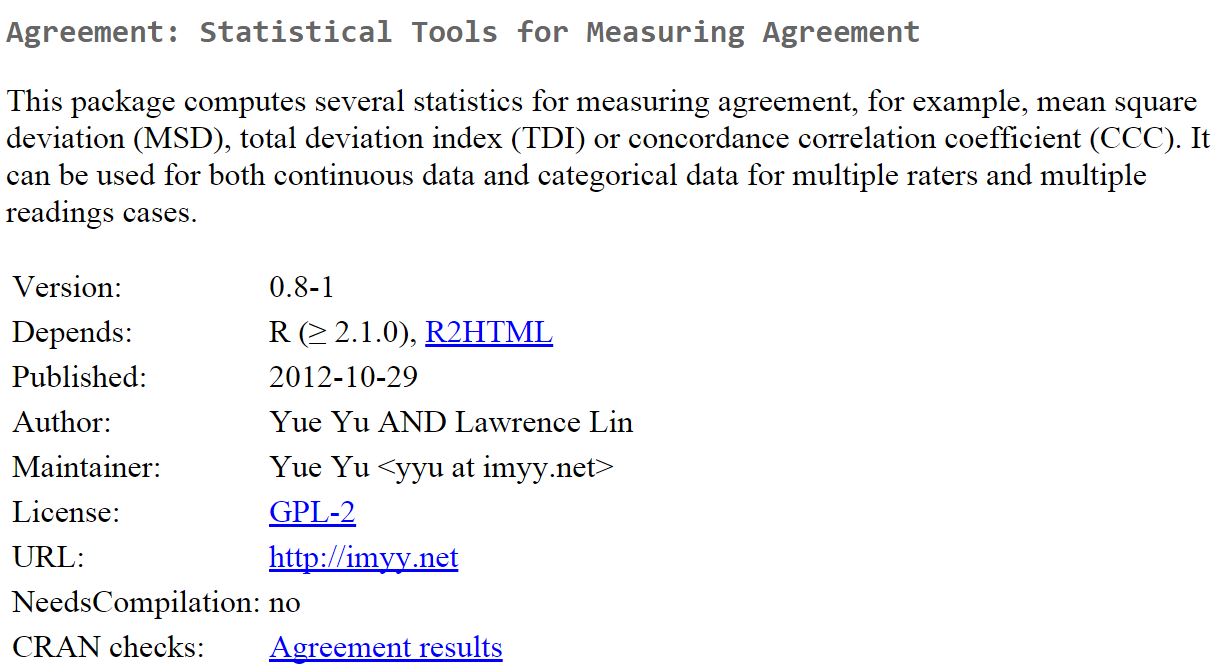 Agreement: Statistical Tools for Measuring Agreement
This package computes several statistics for measuring agreement, for example, mean square
deviation (MSD), total deviation index (TDI) or concordance correlation coefficient (CCC). It
can be used for both continuous data and categorical data for multiple raters and multiple
readings cases.
Version: 0.8-1
Depends: R (≥ 2.1.0), R2HTML
Published: 2012-10-29
Author: Yue Yu AND Lawrence Lin
Maintainer: Yue Yu <yyu at imyy.net>
License: GPL-2
URL: http://imyy.net
NeedsCompilation: no
CRAN checks: Agreement results